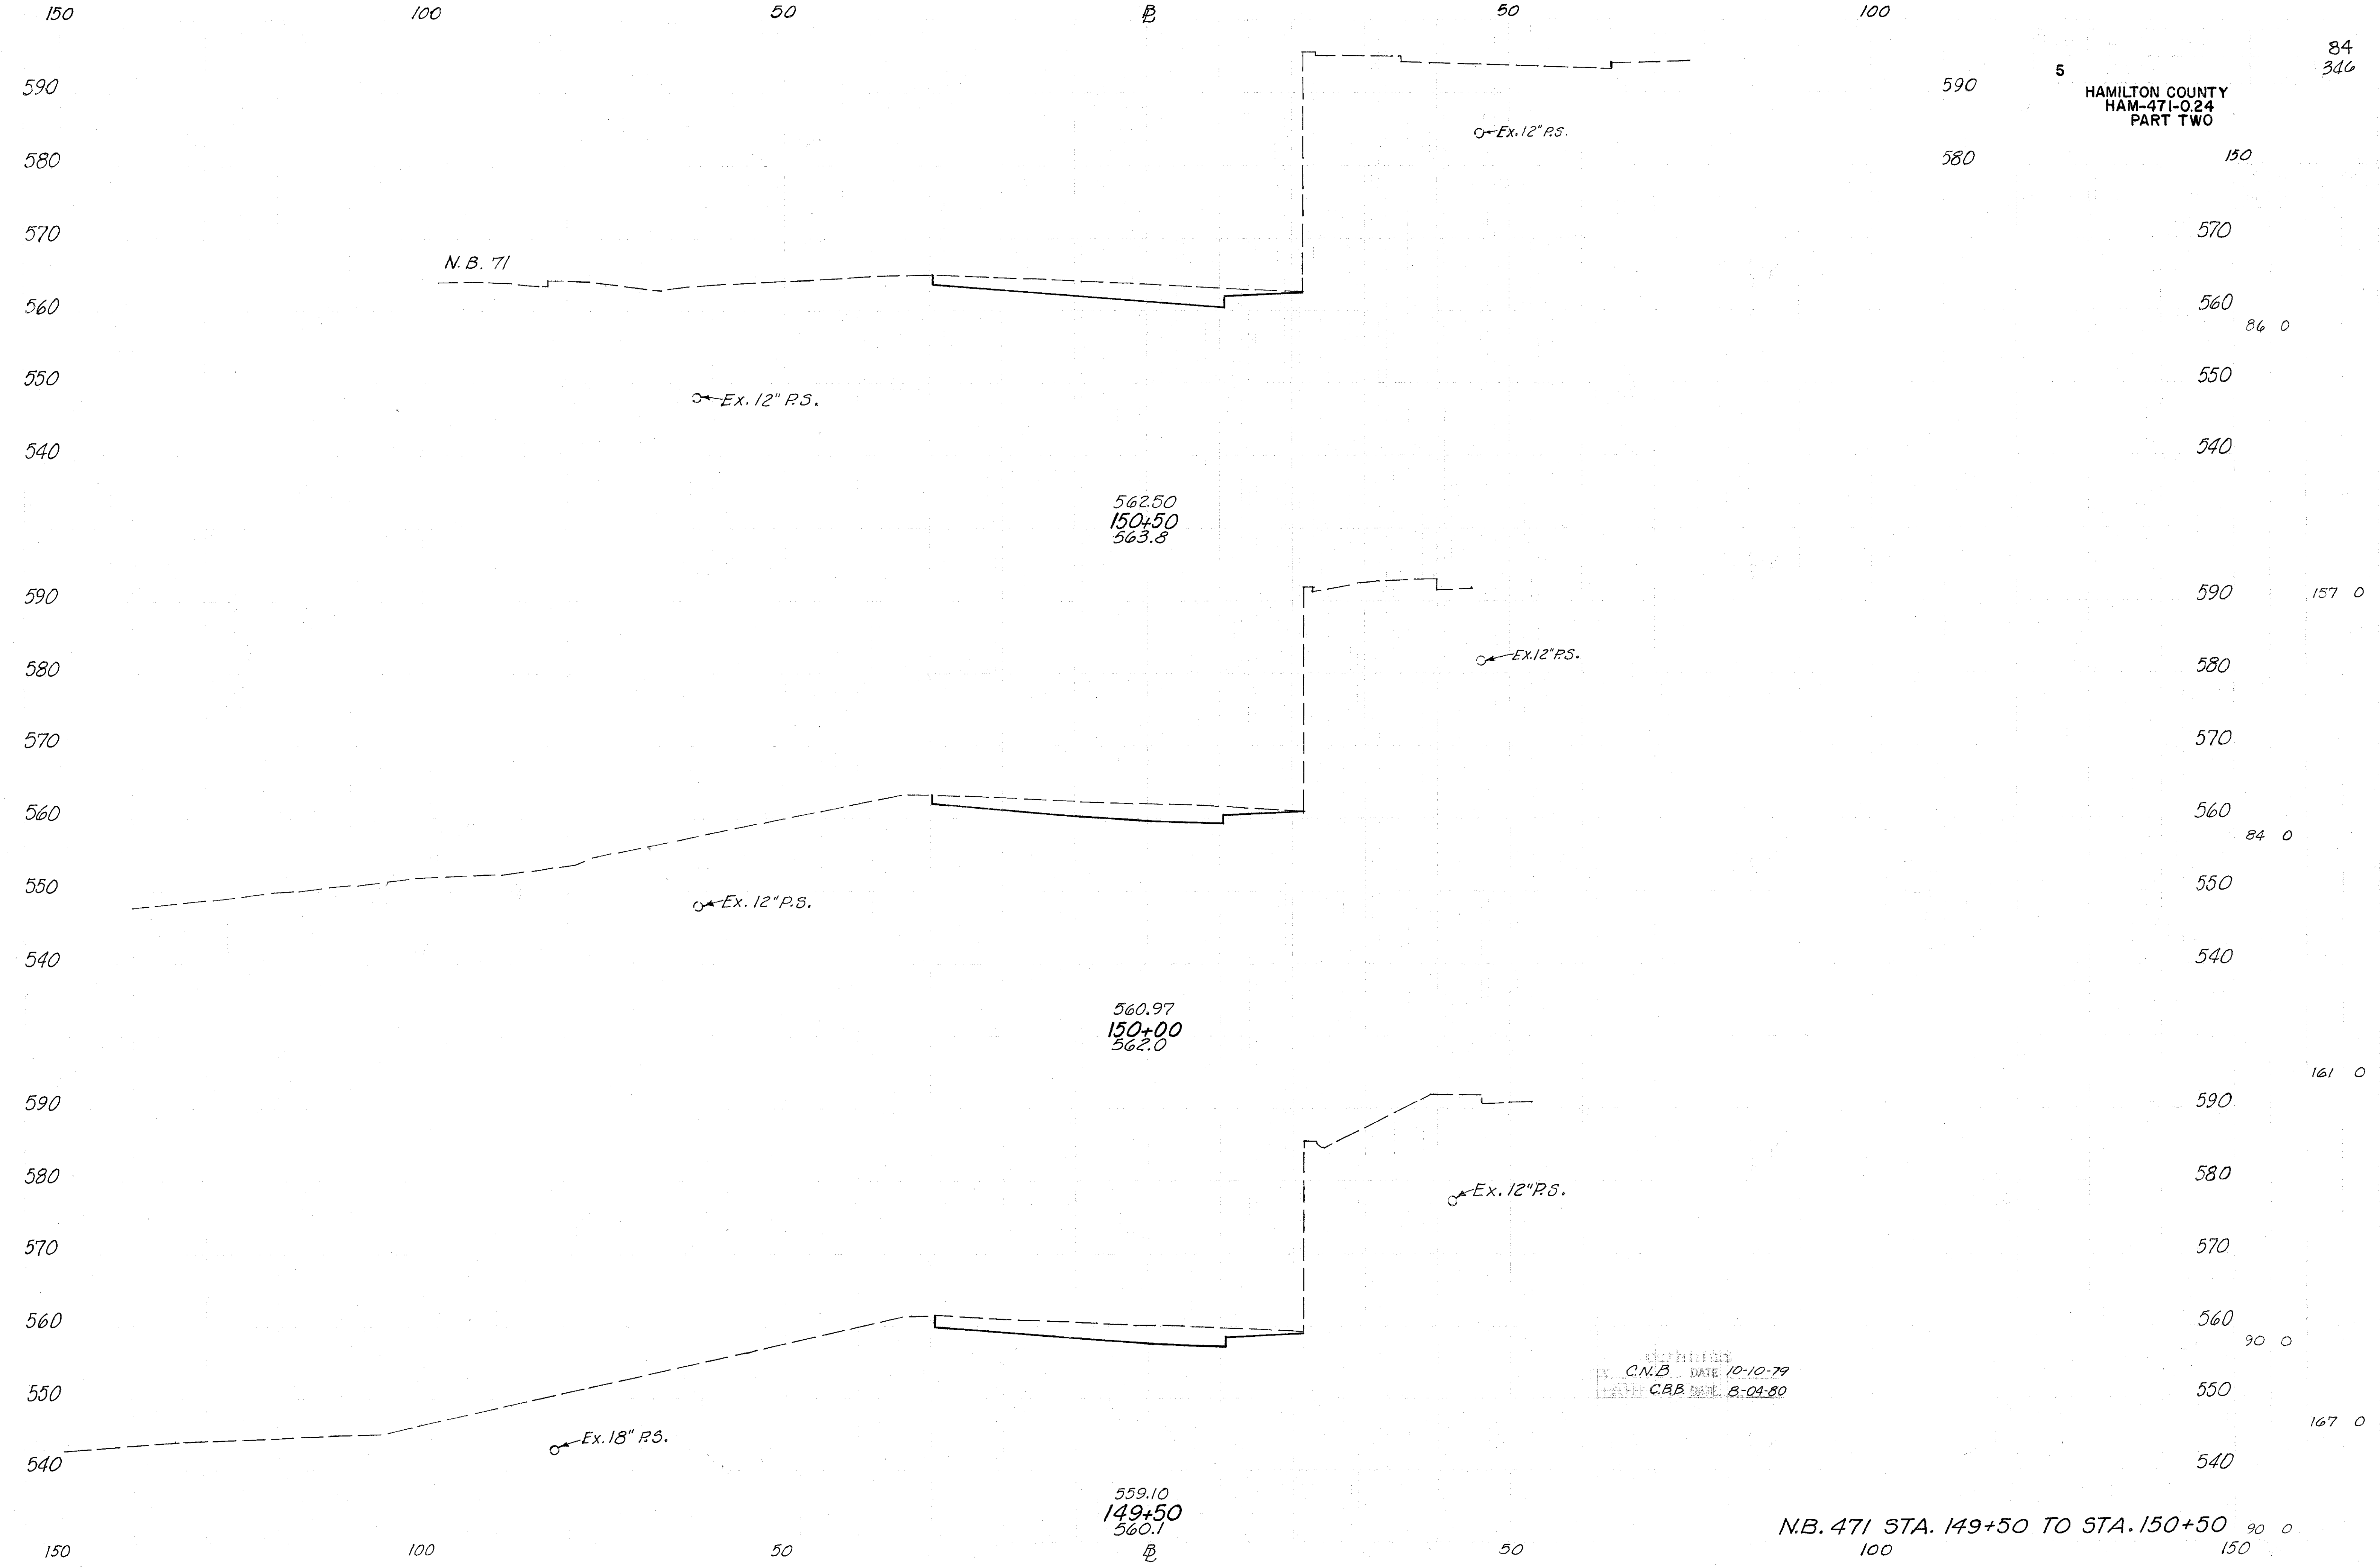 150 100 50 ℄ 50 100
84
346
5
HAMILTON COUNTY
HAM-471-0.24
PART TWO
590 590
Ex. 12" P.S.
580 580 150
570 570
N.B. 71
560 560
86 0
550 550
Ex. 12" P.S.
540 540
562.50
150+50
563.8
590 590 157 0
Ex. 12" P.S.
580 580
570 570
560 560
84 0
550 550
Ex. 12" P.S.
540 540
560.97
150+00
562.0
161 0
590 590
580 580
Ex. 12" P.S.
570 570
560 560
90 0
C.N.B. DATE 10-10-79
C.B.B. DATE 8-04-80
550 550
167 0
Ex. 18" P.S.
540 540
559.10
149+50
560.1
N.B. 471 STA. 149+50 TO STA. 150+50 90 0
150 100 50 ℄ 50 100 150